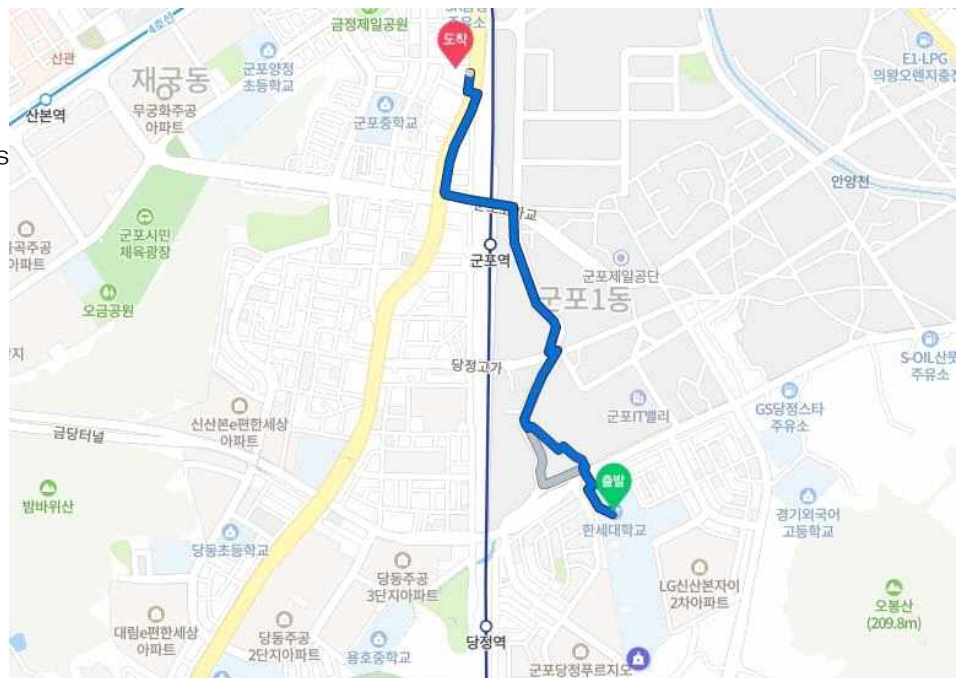 금정제일공원
주유소
4호선
도착
신관
군포양정
초등학교
재궁동
E1-LPG
의왕오렌지충전
무궁화주공
아파트
산본역
군포중학교
S
안양천
군포시민
체육광장
아파트
군포역
군포제일공단
군포1동
오금공원
당정고가
S-OIL산뜻
주유소
GS당정스타
주유소
군포IT밸리
신산본e편한세상
아파트
금당터널
출발
밤바위산
한세대학교
경기외국어
고등학교
당동초등학교
당동주공
3단지아파트
LG신산본자이
2차아파트
오봉산
(209.8m)
대림e편한세상
아파트
당동주공
2단지아파트
용호중학교
당정역
군포당정푸르지오